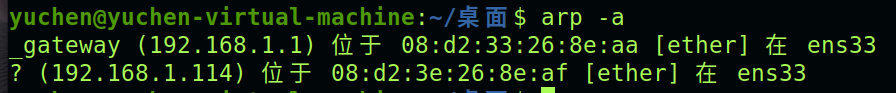 yuchen@yuchen-virtual-machine:~/桌面$ arp -a
_gateway (192.168.1.1) 位于 08:d2:33:26:8e:aa [ether] 在 ens33
? (192.168.1.114) 位于 08:d2:3e:26:8e:af [ether] 在 ens33